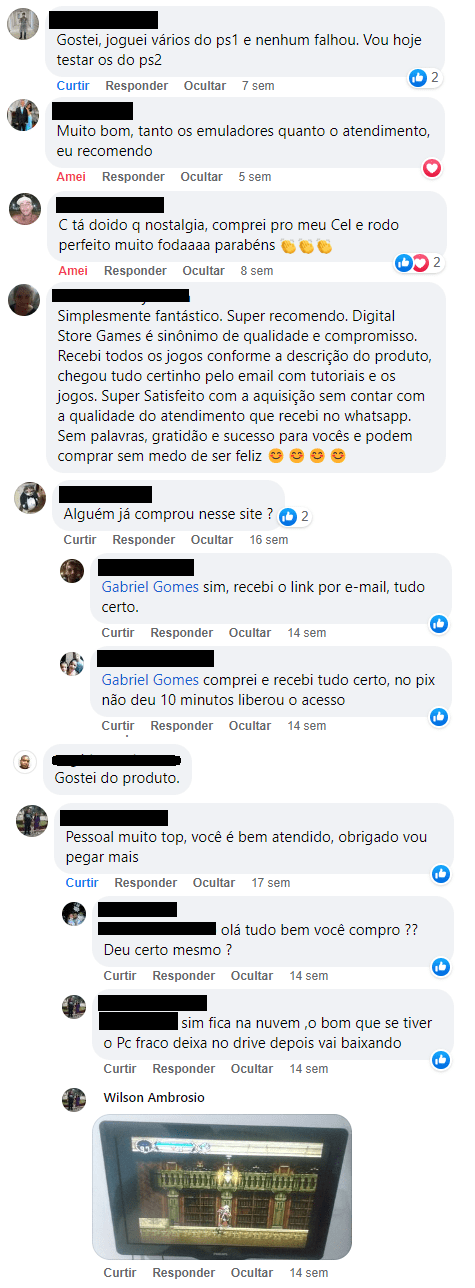 Gostei, joguei vários do ps1 e nenhum falhou. Vou hoje
testar os do ps2
2
Curtir Responder Ocultar 7 sem
Muito bom, tanto os emuladores quanto o atendimento,
eu recomendo
Amei Responder Ocultar 5 sem
C tá doido q nostalgia, comprei pro meu Cel e rodo
perfeito muito fodaaaa parabéns 👏👏👏
2
Amei Responder Ocultar 8 sem
Simplesmente fantástico. Super recomendo. Digital
Store Games é sinônimo de qualidade e compromisso.
Recebi todos os jogos conforme a descrição do produto,
chegou tudo certinho pelo email com tutoriais e os
jogos. Super Satisfeito com a aquisição sem contar com
a qualidade do atendimento que recebi no whatsapp.
Sem palavras, gratidão e sucesso para vocês e podem
comprar sem medo de ser feliz 😊 😊 😊 😊
Alguém já comprou nesse site ?
2
Curtir Responder Ocultar 16 sem
Gabriel Gomes sim, recebi o link por e-mail, tudo
certo.
Curtir Responder Ocultar 14 sem
Gabriel Gomes comprei e recebi tudo certo, no pix
não deu 10 minutos liberou o acesso
Curtir Responder Ocultar 14 sem
Gostei do produto.
Pessoal muito top, você é bem atendido, obrigado vou
pegar mais
Curtir Responder Ocultar 17 sem
olá tudo bem você compro ??
Deu certo mesmo ?
Curtir Responder Ocultar 14 sem
sim fica na nuvem ,o bom que se tiver
o Pc fraco deixa no drive depois vai baixando
Curtir Responder Ocultar 14 sem
Wilson Ambrosio
PHILIPS
Curtir Responder Ocultar 14 sem